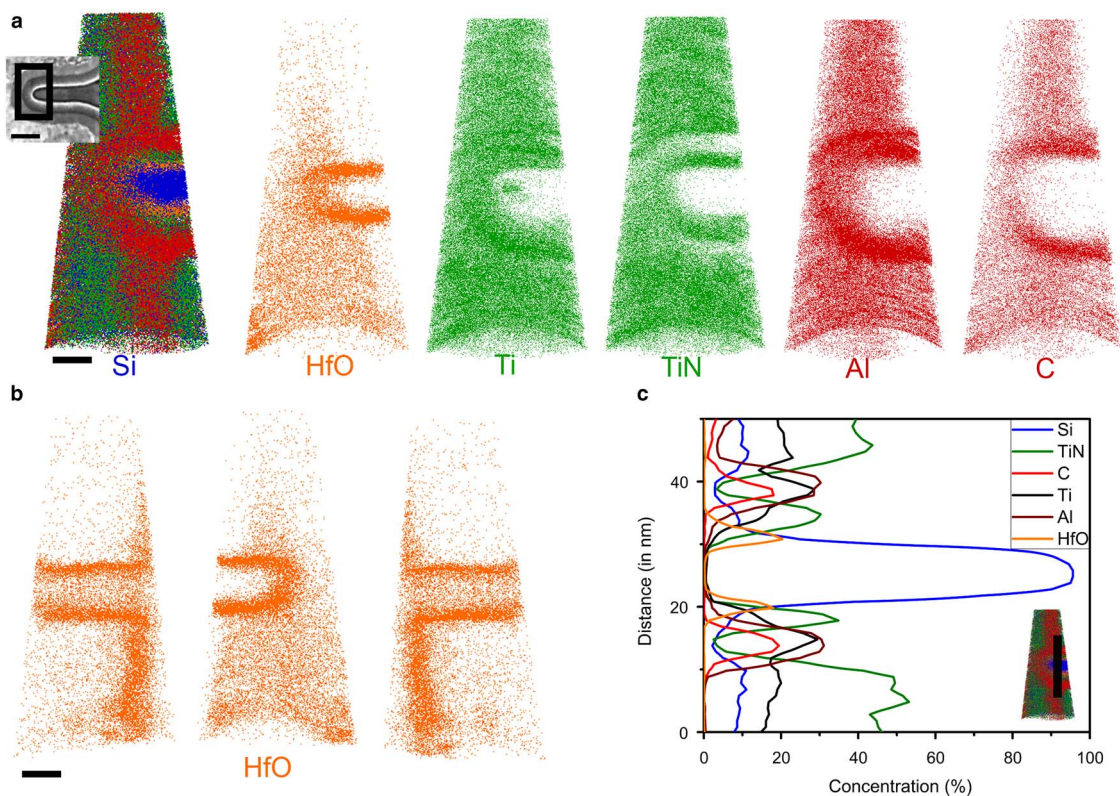 a
Si HfO Ti TiN Al C
b
HfO
c
Si
TiN
C
Ti
Al
HfO
40
20
0
Distance (in nm)
0 20 40 60 80 100
Concentration (%)